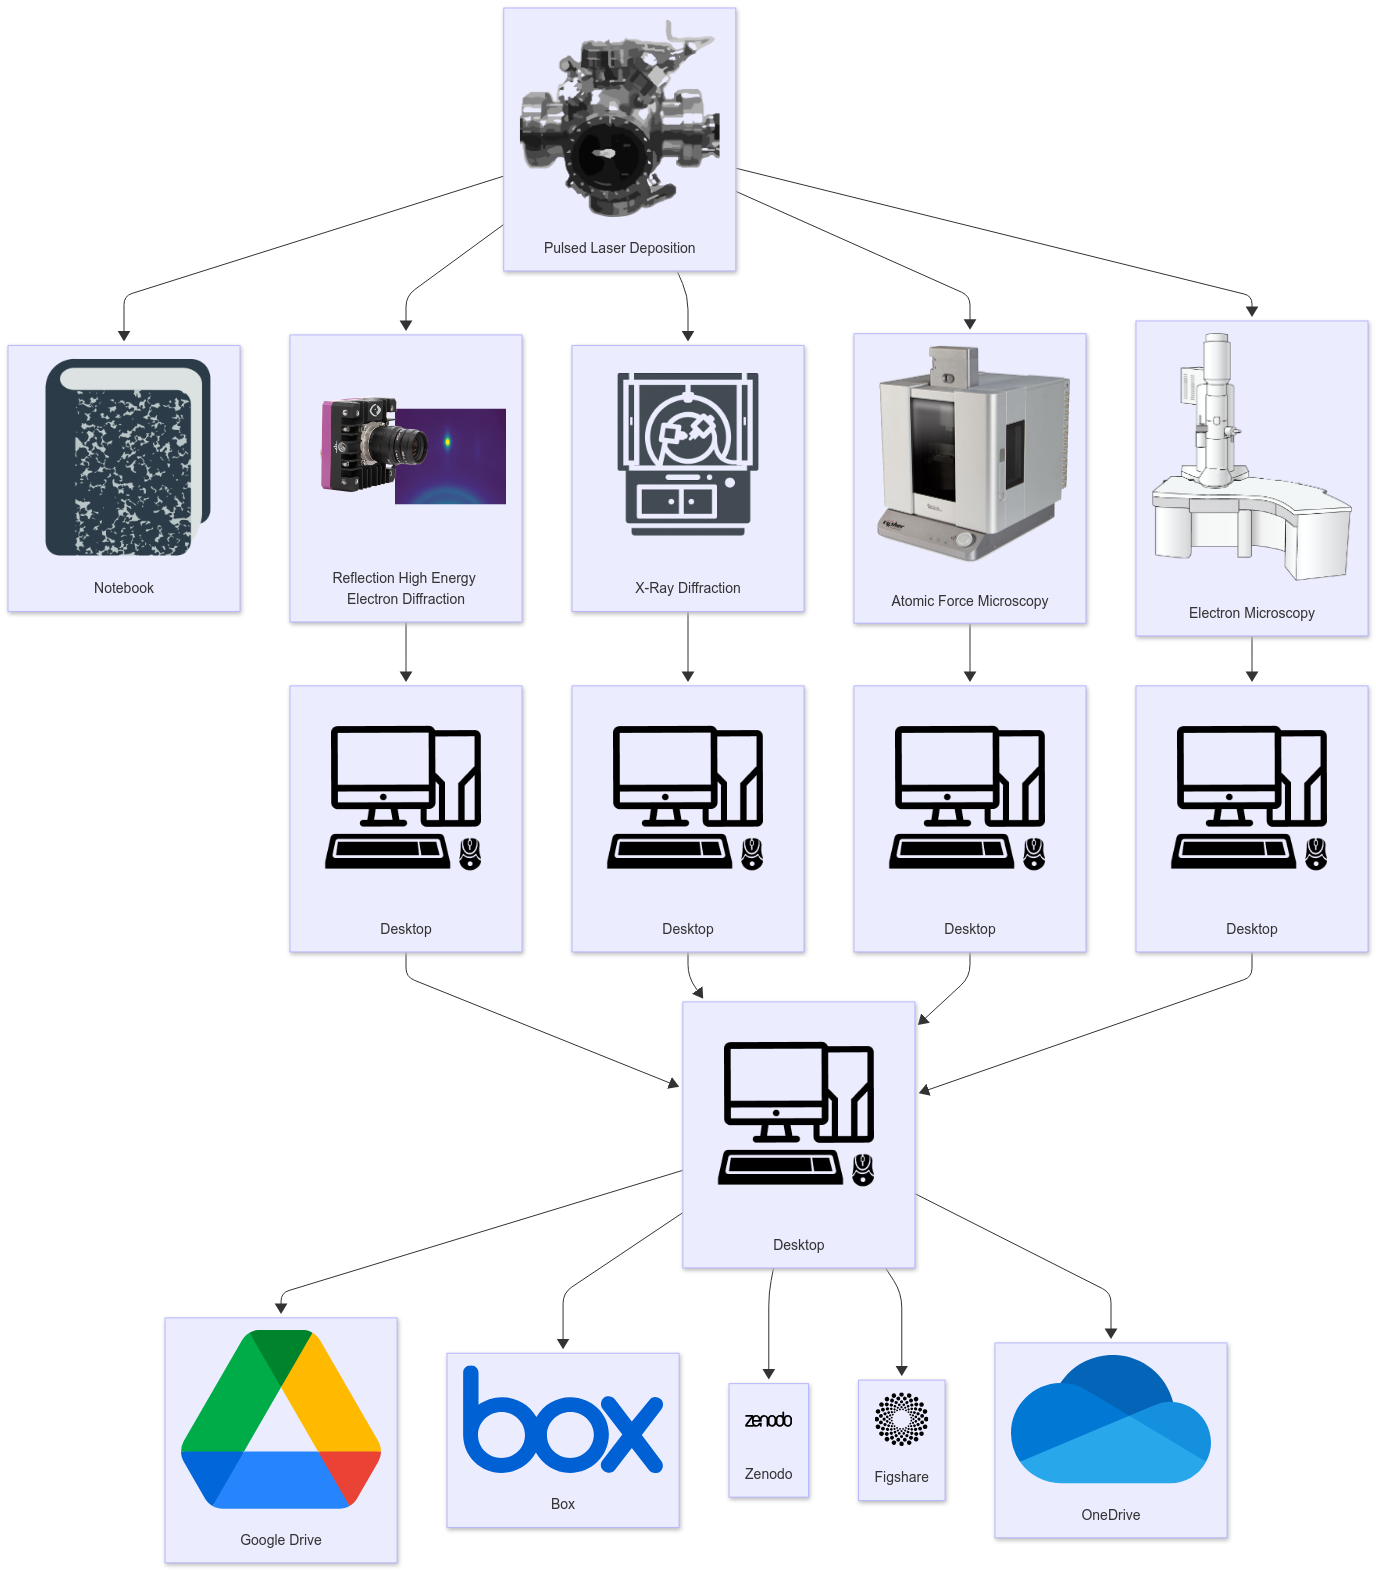 Pulsed Laser Deposition
Notebook
Reflection High Energy
Electron Diffraction
X-Ray Diffraction
Atomic Force Microscopy
Electron Microscopy
Desktop
Desktop
Desktop
Desktop
Desktop
Google Drive
box
Box
zenodo
Zenodo
Figshare
OneDrive